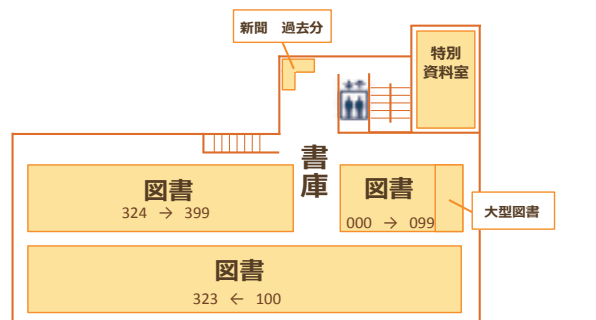 新聞 過去分
特別
資料室
書庫
図書
324 → 399
図書
000 → 099
大型図書
図書
323 ← 100